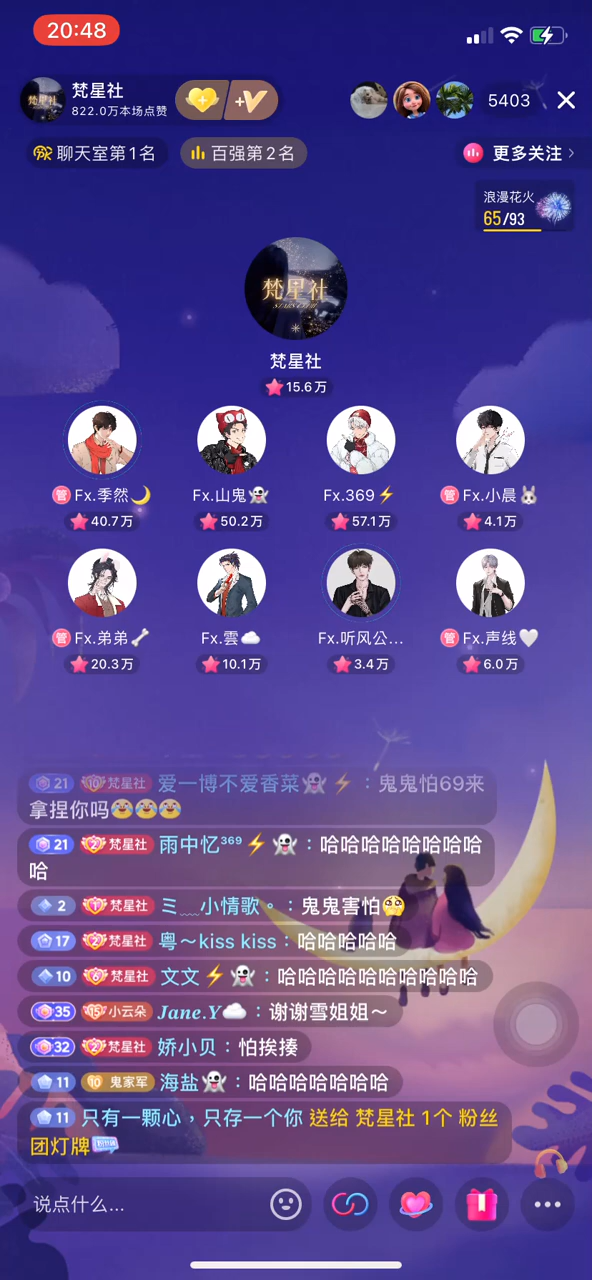 20:48
梵星社
822.0万本场点赞
5403
聊天室第1名
百强第2名
更多关注
浪漫花火
65/93
梵星社
梵星社
15.6万
管 Fx.季然🌙
Fx.山鬼👻
Fx.369⚡
管 Fx.小晨🐰
40.7万
50.2万
57.1万
4.1万
管 Fx.弟弟🦴
Fx.雲☁️
Fx.听风公...
管 Fx.声线🤍
20.3万
10.1万
3.4万
6.0万
21 10 梵星社 爱一博不爱香菜👻⚡：鬼鬼怕69来
拿捏你吗😂😂😂
21 2 梵星社 雨中忆³⁶⁹⚡👻：哈哈哈哈哈哈哈哈
哈
2 1 梵星社 ミ﹏小情歌。：鬼鬼害怕
17 2 梵星社 粤～kiss kiss：哈哈哈哈哈
10 6 梵星社 文文⚡👻：哈哈哈哈哈哈哈哈哈哈
35 15 小云朵 Jane.Y☁️：谢谢雪姐姐～
32 2 梵星社 娇小贝：怕挨揍
11 10 鬼家军 海盐👻：哈哈哈哈哈哈哈
11 只有一颗心，只存一个你 送给 梵星社 1个 粉丝
团灯牌
说点什么...